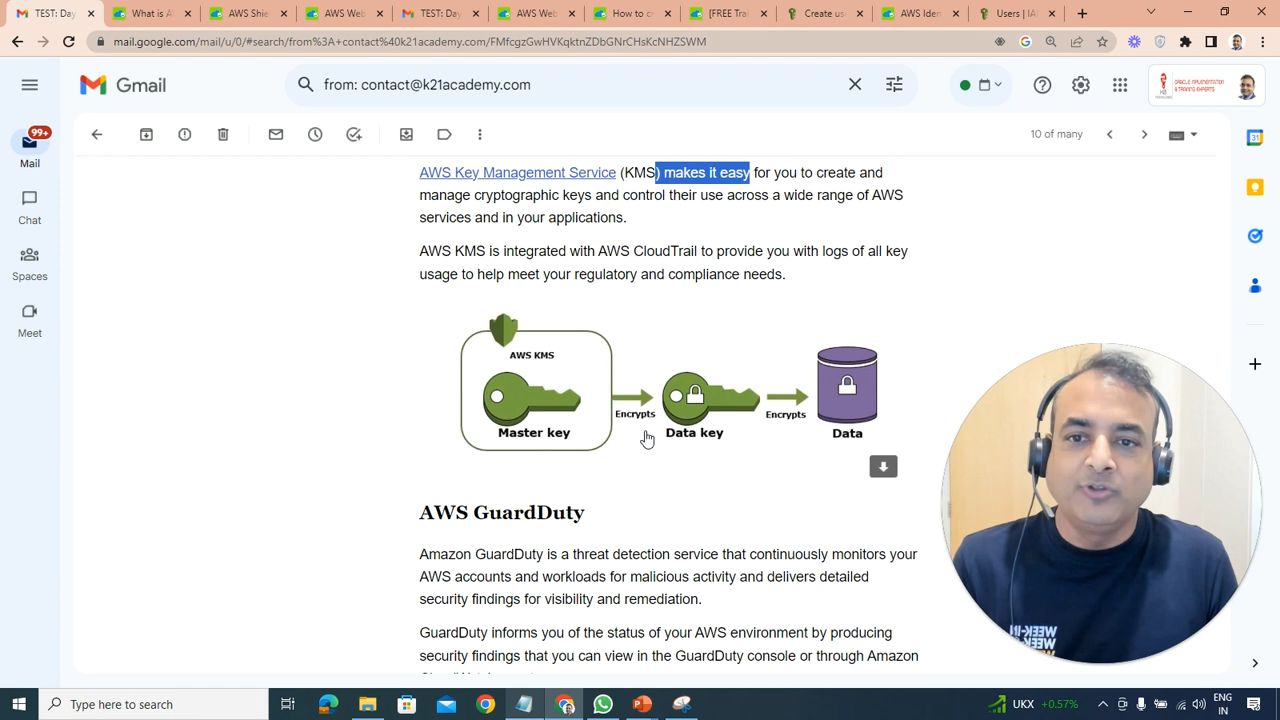 TEST: Day
What is A
AWS Shie
AWS Web
TEST: Day
AWS Web
How to c
[FREE Tra
Create us
AWS Iden
Users | IA
mail.google.com/mail/u/0/#search/from%3A+contact%40k21academy.com/FMfcgzGwHVKqktnZDbGNrCHsKcNHZSWM
Gmail
from: contact@k21academy.com
ORACLE IMPLEMENTATION
& TRAINING EXPERTS
99+
Mail
Chat
Spaces
Meet
10 of many
AWS Key Management Service (KMS) makes it easy for you to create and
manage cryptographic keys and control their use across a wide range of AWS
services and in your applications.
AWS KMS is integrated with AWS CloudTrail to provide you with logs of all key
usage to help meet your regulatory and compliance needs.
AWS KMS
Master key
Encrypts
Data key
Encrypts
Data
AWS GuardDuty
Amazon GuardDuty is a threat detection service that continuously monitors your
AWS accounts and workloads for malicious activity and delivers detailed
security findings for visibility and remediation.
GuardDuty informs you of the status of your AWS environment by producing
security findings that you can view in the GuardDuty console or through Amazon
Type here to search
UKX +0.57%
ENG
IN